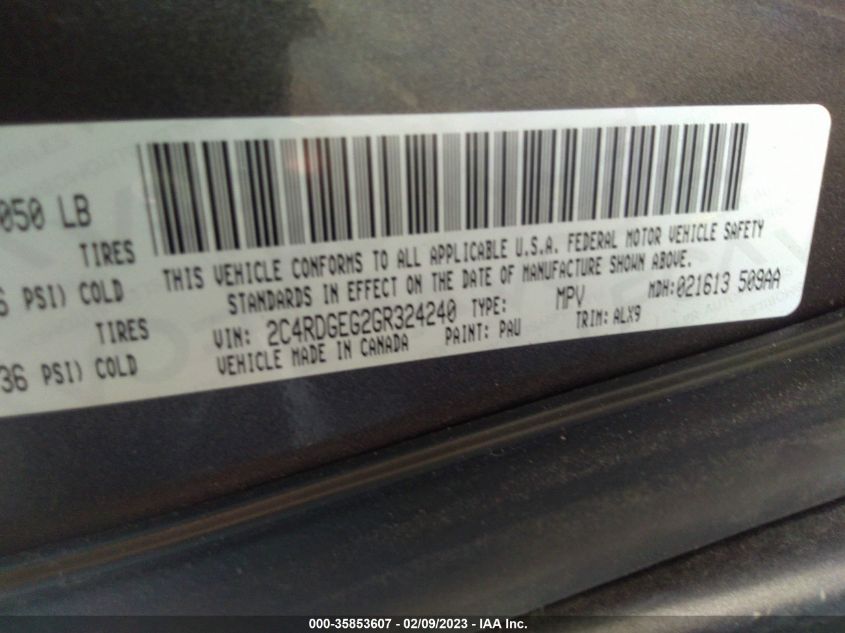 050 LB
TIRES
PSI) COLD
TIRES
36 PSI) COLD
THIS VEHICLE CONFORMS TO ALL APPLICABLE U.S.A. FEDERAL MOTOR VEHICLE SAFETY
STANDARDS IN EFFECT ON THE DATE OF MANUFACTURE SHOWN ABOVE.
VIN: 2C4RDGEG2GR324240 TYPE: MPV MDH:021613 509AA
VEHICLE MADE IN CANADA PAINT: PAU TRIM: ALX9
000-35853607 / 02/09/2023 - IAA Inc.